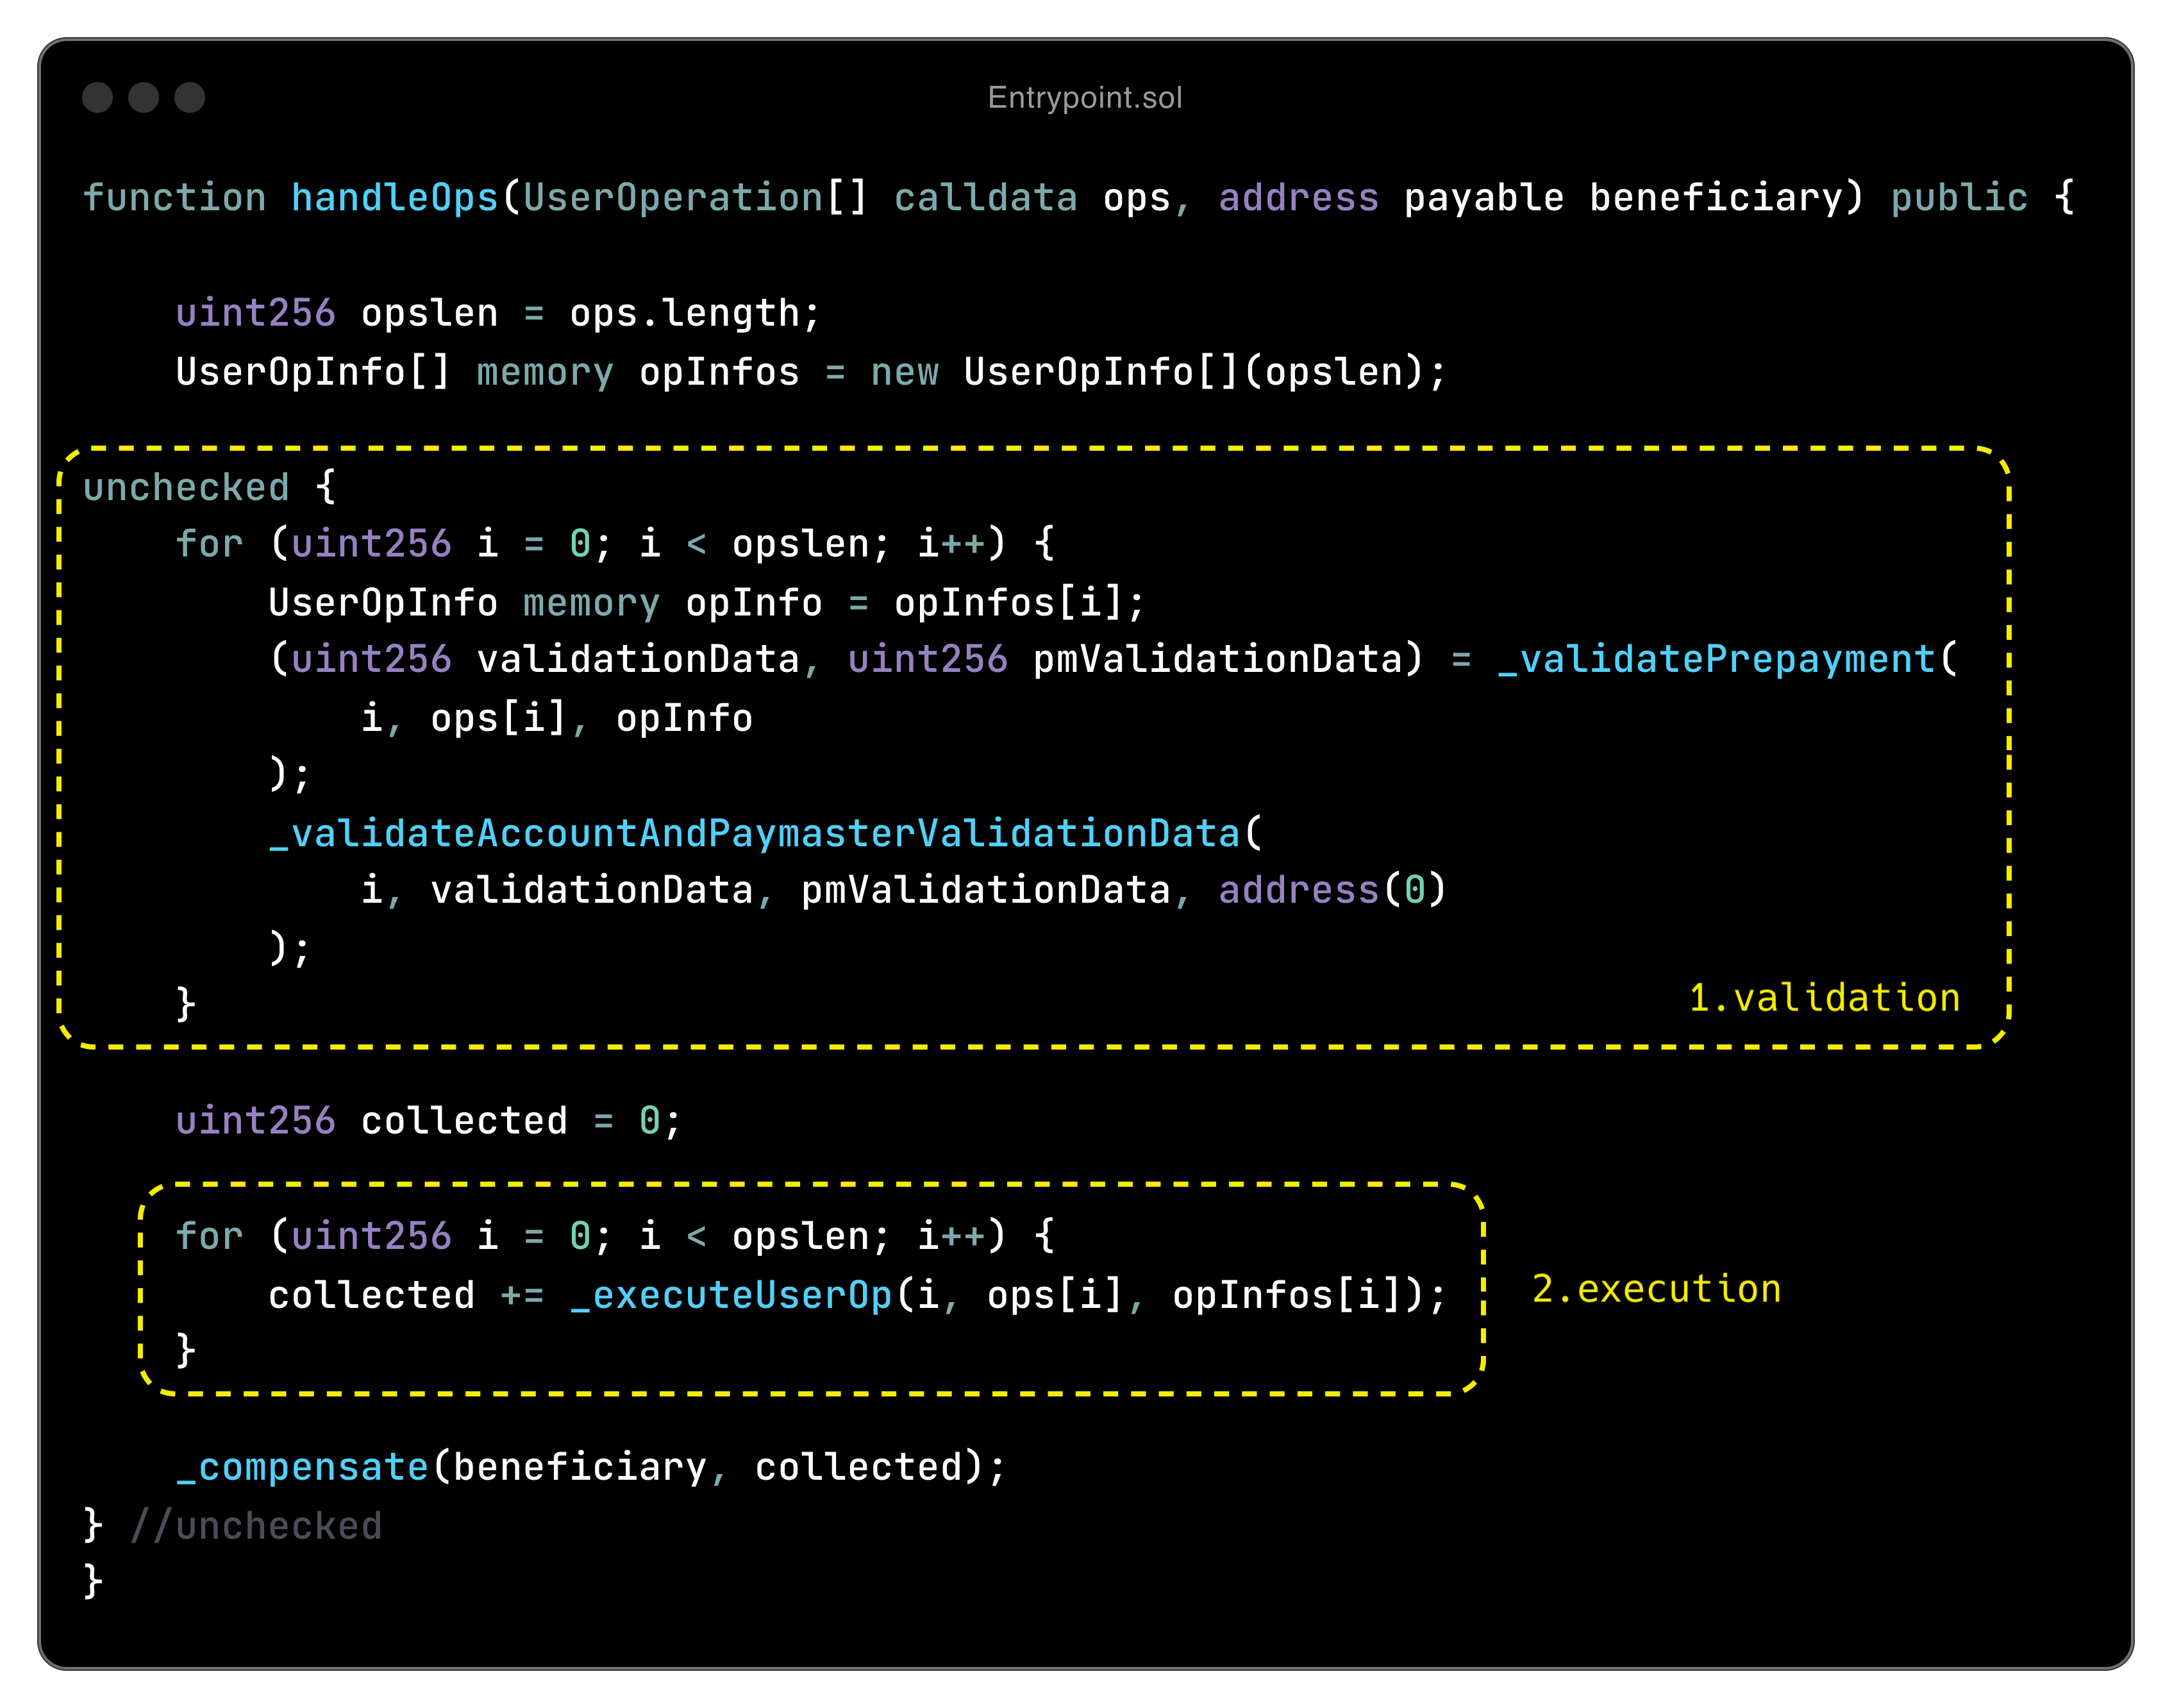 Entrypoint.sol
function handleOps(UserOperation[] calldata ops, address payable beneficiary) public {
uint256 opslen = ops.length;
UserOpInfo[] memory opInfos = new UserOpInfo[](opslen);
unchecked {
for (uint256 i = 0; i < opslen; i++) {
UserOpInfo memory opInfo = opInfos[i];
(uint256 validationData, uint256 pmValidationData) = _validatePrepayment(
i, ops[i], opInfo
);
_validateAccountAndPaymasterValidationData(
i, validationData, pmValidationData, address(0)
);
}
1.validation
uint256 collected = 0;
for (uint256 i = 0; i < opslen; i++) {
collected += _executeUserOp(i, ops[i], opInfos[i]);
}
2.execution
_compensate(beneficiary, collected);
} //unchecked
}